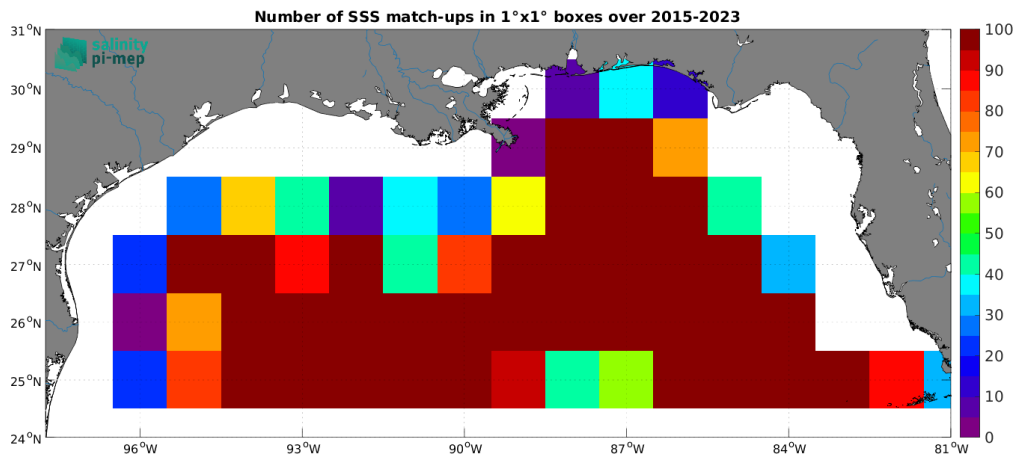 Number of SSS match-ups in 1°x1° boxes over 2015-2023
salinity
pi-mep
31°N
30°N
29°N
28°N
27°N
26°N
25°N
24°N
96°W
93°W
90°W
87°W
84°W
81°W
100
90
80
70
60
50
40
30
20
10
0